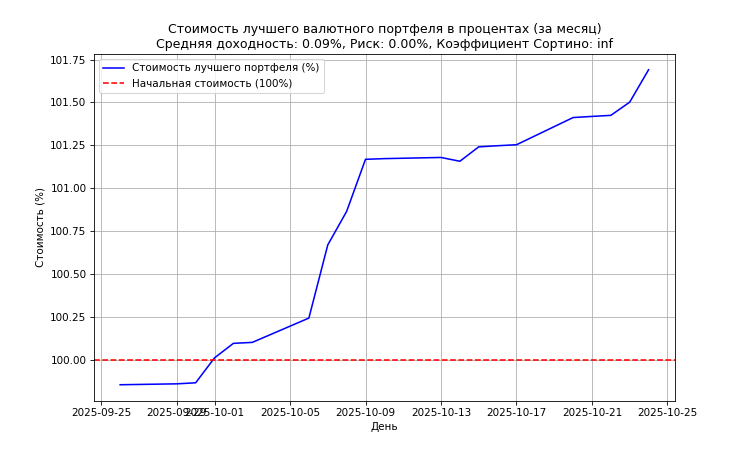 Стоимость лучшего валютного портфеля в процентах (за месяц)
Средняя доходность: 0.09%, Риск: 0.00%, Коэффициент Сортино: inf
Стоимость лучшего портфеля (%)
Начальная стоимость (100%)
Стоимость (%)
101.75
101.50
101.25
101.00
100.75
100.50
100.25
100.00
2025-09-25 2025-09-29 2025-10-01 2025-10-05 2025-10-09 2025-10-13 2025-10-17 2025-10-21 2025-10-25
День